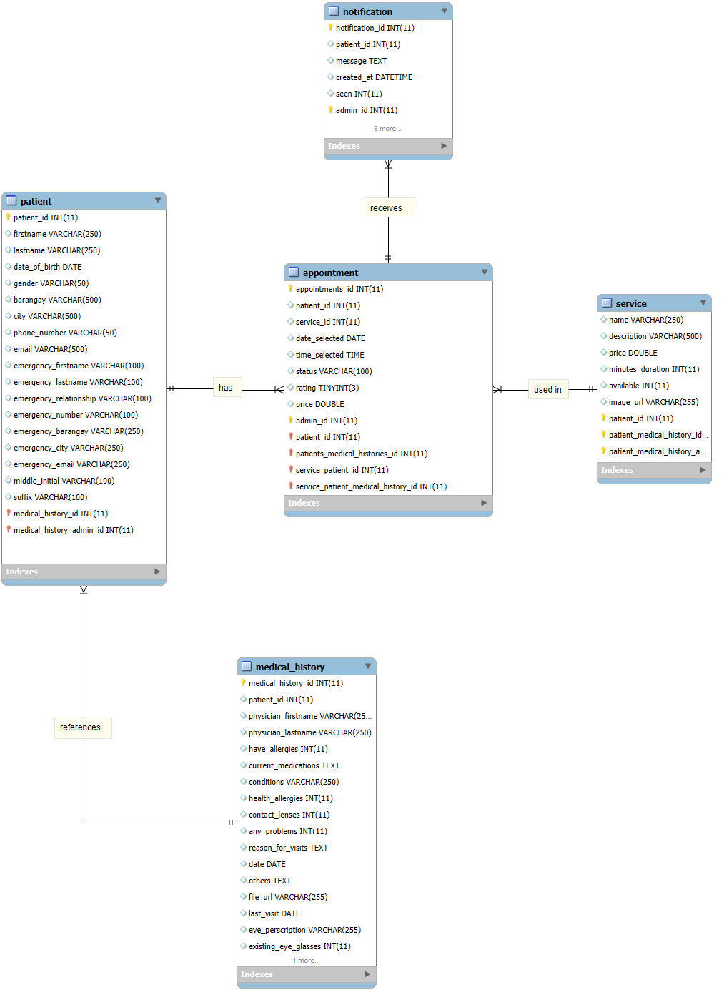 notification
notification_id INT(11)
patient_id INT(11)
message TEXT
created_at DATETIME
seen INT(11)
admin_id INT(11)
8 more...
Indexes
receives
patient
patient_id INT(11)
firstname VARCHAR(250)
lastname VARCHAR(250)
date_of_birth DATE
gender VARCHAR(50)
barangay VARCHAR(500)
city VARCHAR(500)
phone_number VARCHAR(50)
email VARCHAR(500)
emergency_firstname VARCHAR(100)
emergency_lastname VARCHAR(100)
emergency_relationship VARCHAR(100)
emergency_number VARCHAR(100)
emergency_barangay VARCHAR(250)
emergency_city VARCHAR(250)
emergency_email VARCHAR(250)
middle_initial VARCHAR(100)
suffix VARCHAR(100)
medical_history_id INT(11)
medical_history_admin_id INT(11)
Indexes
has
appointment
appointments_id INT(11)
patient_id INT(11)
service_id INT(11)
date_selected DATE
time_selected TIME
status VARCHAR(100)
rating TINYINT(3)
price DOUBLE
admin_id INT(11)
patient_id INT(11)
patients_medical_histories_id INT(11)
service_patient_id INT(11)
service_patient_medical_history_id INT(11)
Indexes
used in
service
name VARCHAR(250)
description VARCHAR(500)
price DOUBLE
minutes_duration INT(11)
available INT(11)
image_url VARCHAR(255)
patient_id INT(11)
patient_medical_history_id...
patient_medical_history_a...
Indexes
references
medical_history
medical_history_id INT(11)
patient_id INT(11)
physician_firstname VARCHAR(25...
physician_lastname VARCHAR(250)
have_allergies INT(11)
current_medications TEXT
conditions VARCHAR(250)
health_allergies INT(11)
contact_lenses INT(11)
any_problems INT(11)
reason_for_visits TEXT
date DATE
others TEXT
file_url VARCHAR(255)
last_visit DATE
eye_perscription VARCHAR(255)
existing_eye_glasses INT(11)
1 more...
Indexes